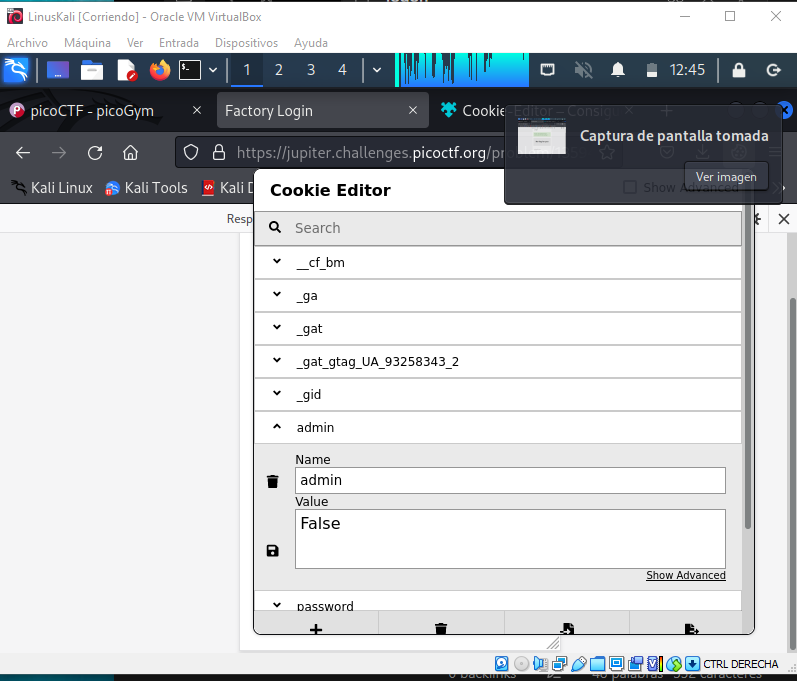 LinusKali [Corriendo] - Oracle VM VirtualBox
Archivo Máquina Ver Entrada Dispositivos Ayuda
1 2 3 4 12:45
picoCTF - picoGym Factory Login Cookie-Editor – Consig
Captura de pantalla tomada
https://jupiter.challenges.picoctf.org/pro
Ver imagen
Kali Linux Kali Tools Kali D
Show Advanced
Cookie Editor
Resp
Search
__cf_bm
_ga
_gat
_gat_gtag_UA_93258343_2
_gid
admin
Name
admin
Value
False
Show Advanced
password
CTRL DERECHA
0 backlinks 48 palabras 392 caracteres